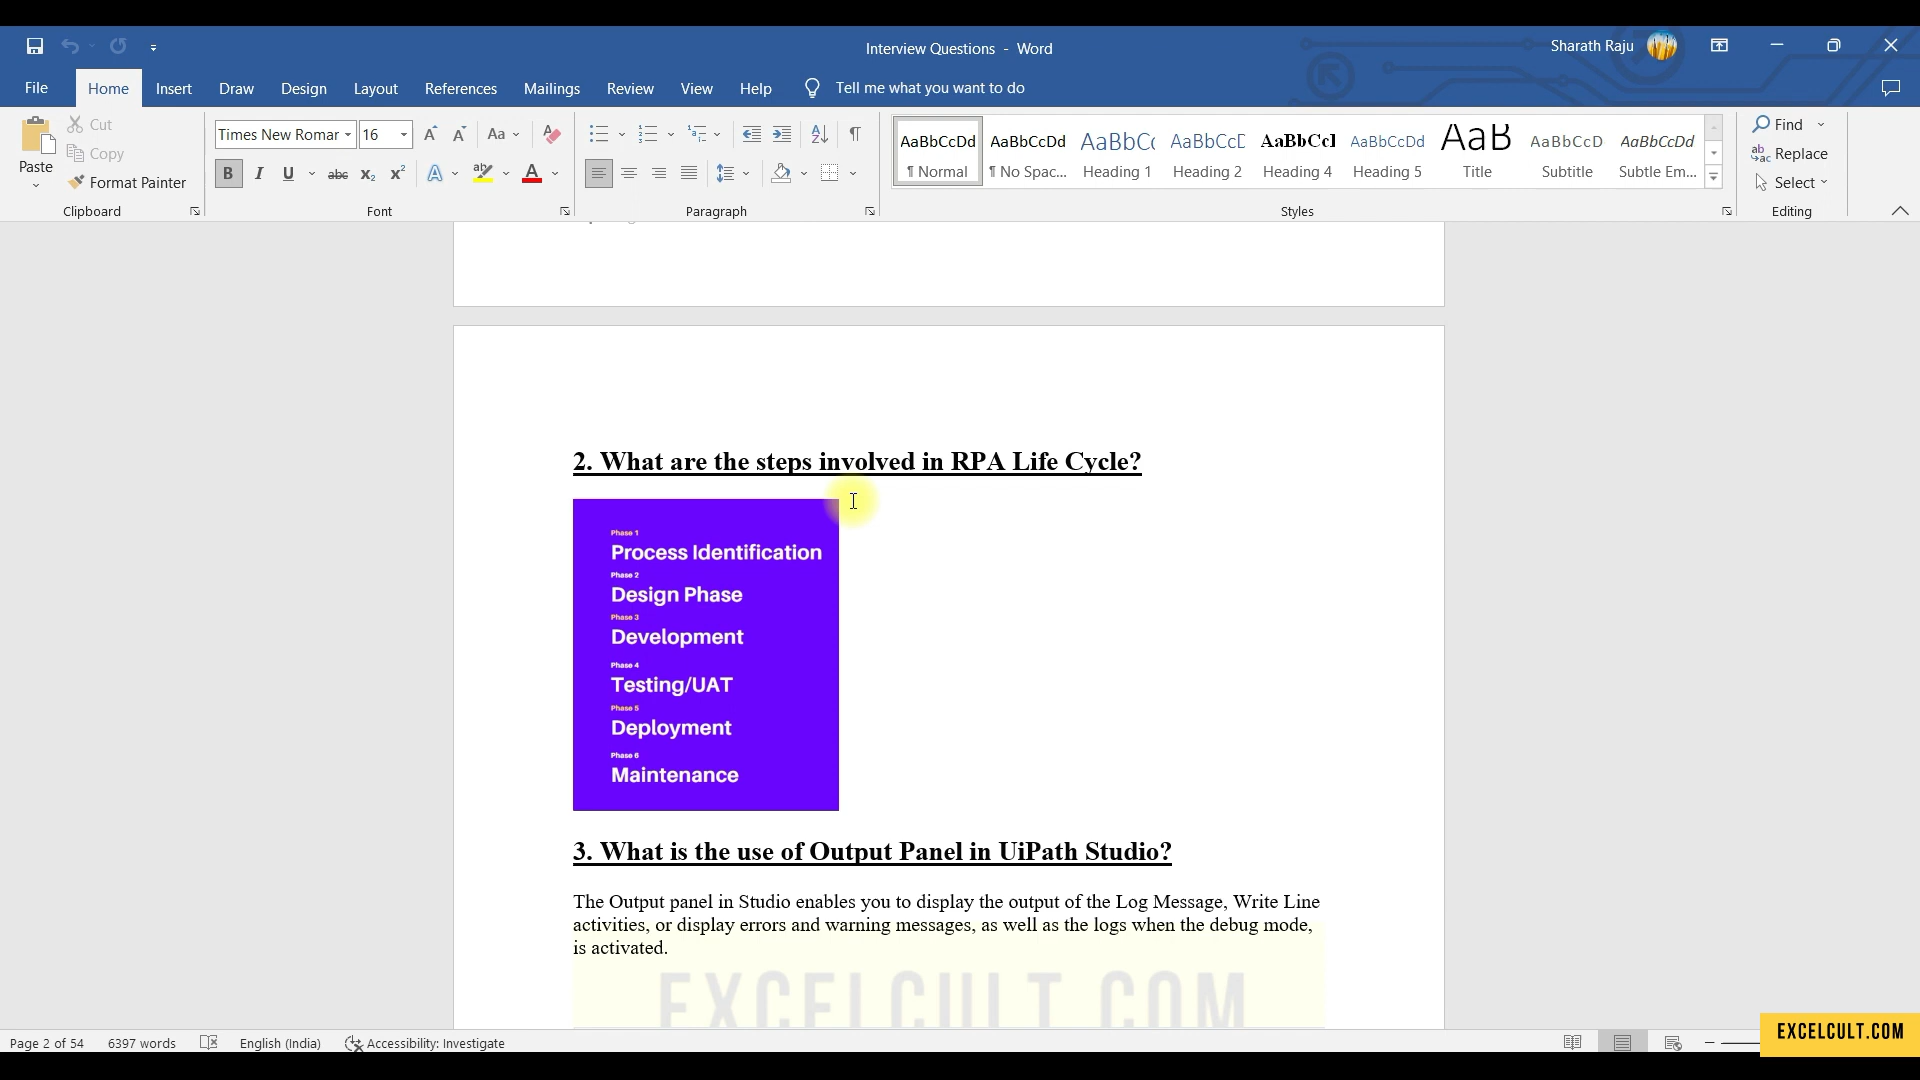 Interview Questions - Word
Sharath Raju
File Home Insert Draw Design Layout References Mailings Review View Help Tell me what you want to do
Paste
Cut
Copy
Format Painter
Clipboard
Times New Romar 16
Aa
Font
Paragraph
AaBbCcDd AaBbCcDd AaBbC AaBbCcD AaBbCcI AaBbCcDd AaB AaBbCcD AaBbCcDd
¶ Normal ¶ No Spac... Heading 1 Heading 2 Heading 4 Heading 5 Title Subtitle Subtle Em...
Styles
Find
Replace
Select
Editing
2. What are the steps involved in RPA Life Cycle?
Phase 1
Process Identification
Phase 2
Design Phase
Phase 3
Development
Phase 4
Testing/UAT
Phase 5
Deployment
Phase 6
Maintenance
3. What is the use of Output Panel in UiPath Studio?
The Output panel in Studio enables you to display the output of the Log Message, Write Line
activities, or display errors and warning messages, as well as the logs when the debug mode,
is activated.
EXCELCULT.COM
Page 2 of 54 6397 words English (India) Accessibility: Investigate
EXCELCULT.COM